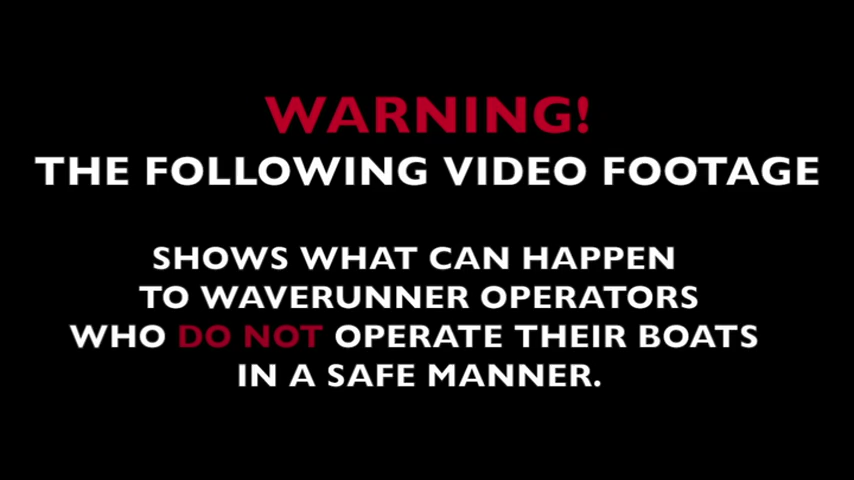 WARNING!
THE FOLLOWING VIDEO FOOTAGE
SHOWS WHAT CAN HAPPEN
TO WAVERUNNER OPERATORS
WHO DO NOT OPERATE THEIR BOATS
IN A SAFE MANNER.